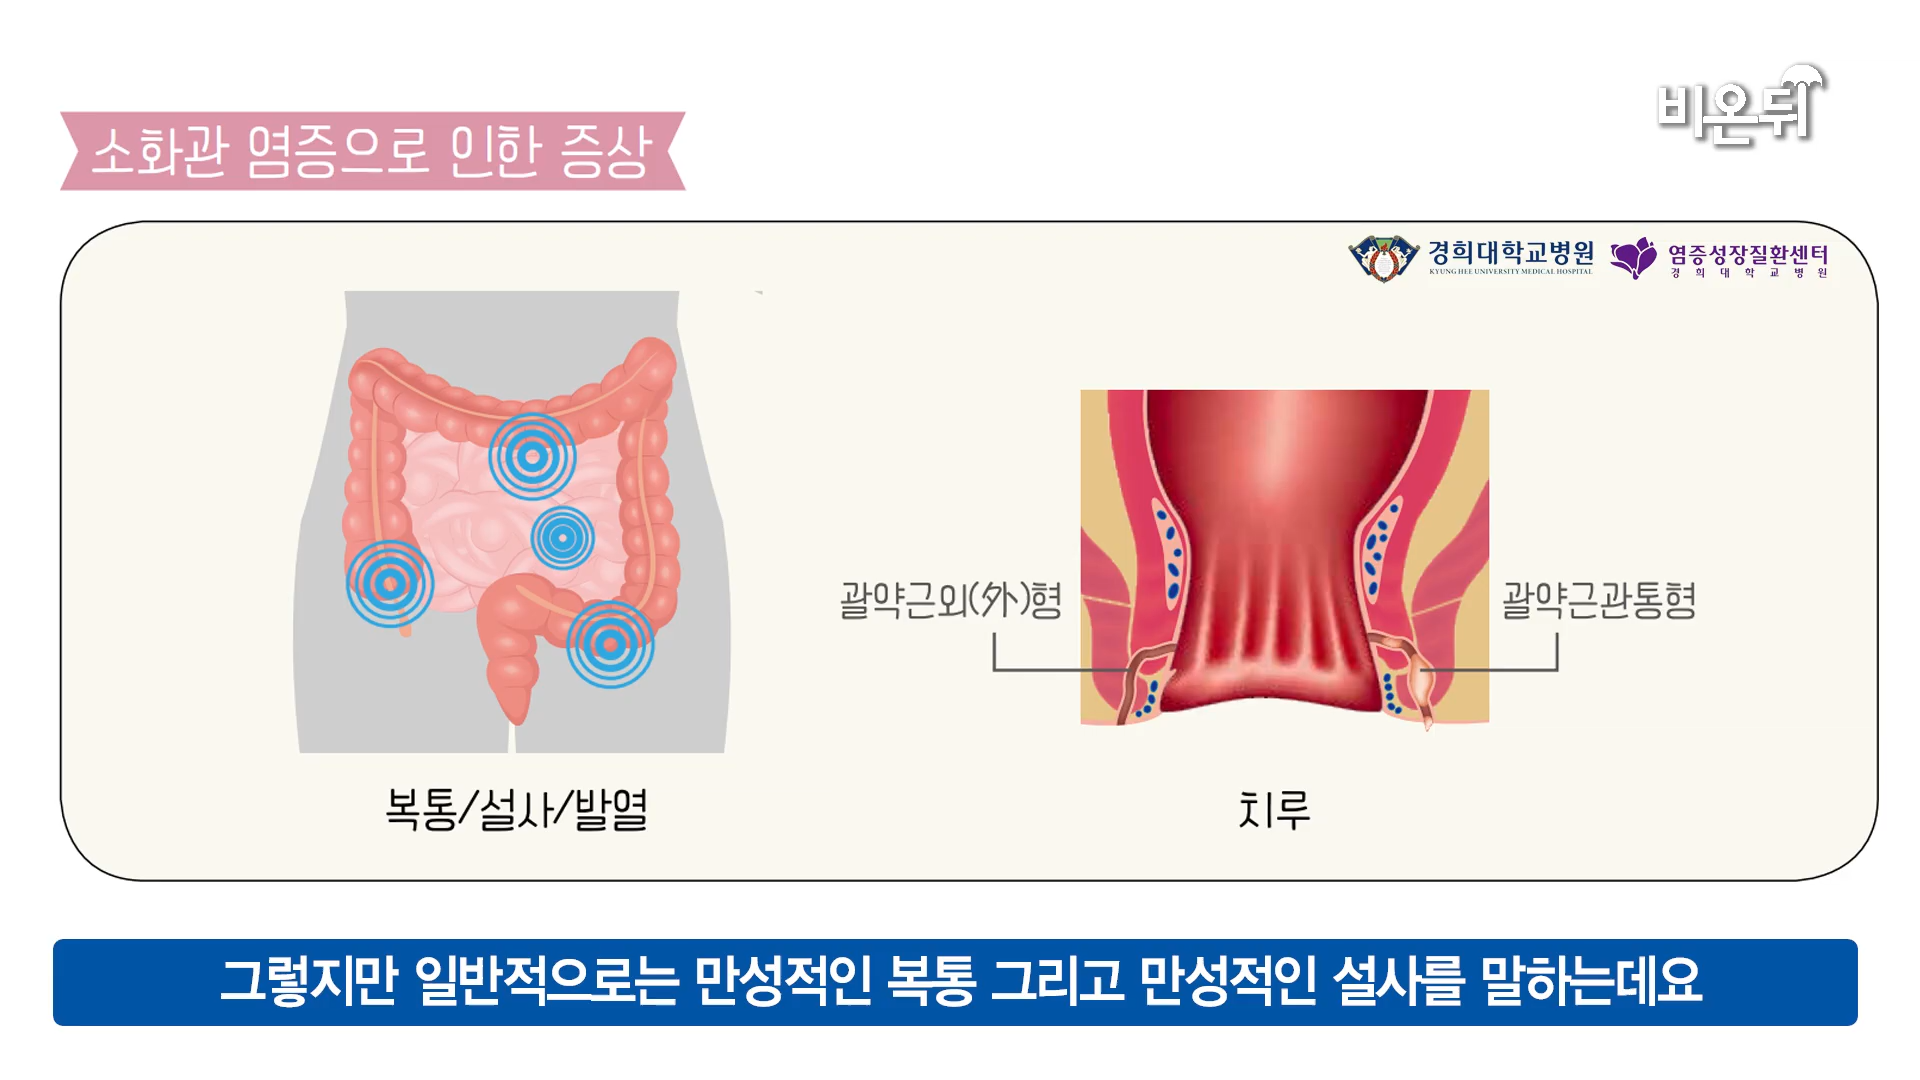 비온뒤
소화관 염증으로 인한 증상
경희대학교병원
KYUNG HEE UNIVERSITY MEDICAL HOSPITAL
염증성장질환센터
경희대학교병원
괄약근외(外)형
괄약근관통형
복통/설사/발열
치루
그렇지만 일반적으로는 만성적인 복통 그리고 만성적인 설사를 말하는데요